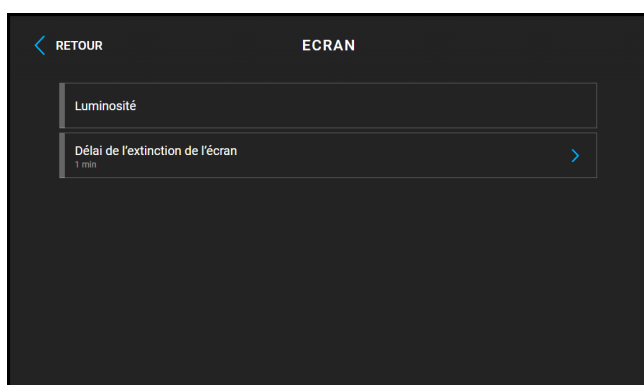 RETOUR
ECRAN
Luminosité
Délai de l'extinction de l'écran
1 min